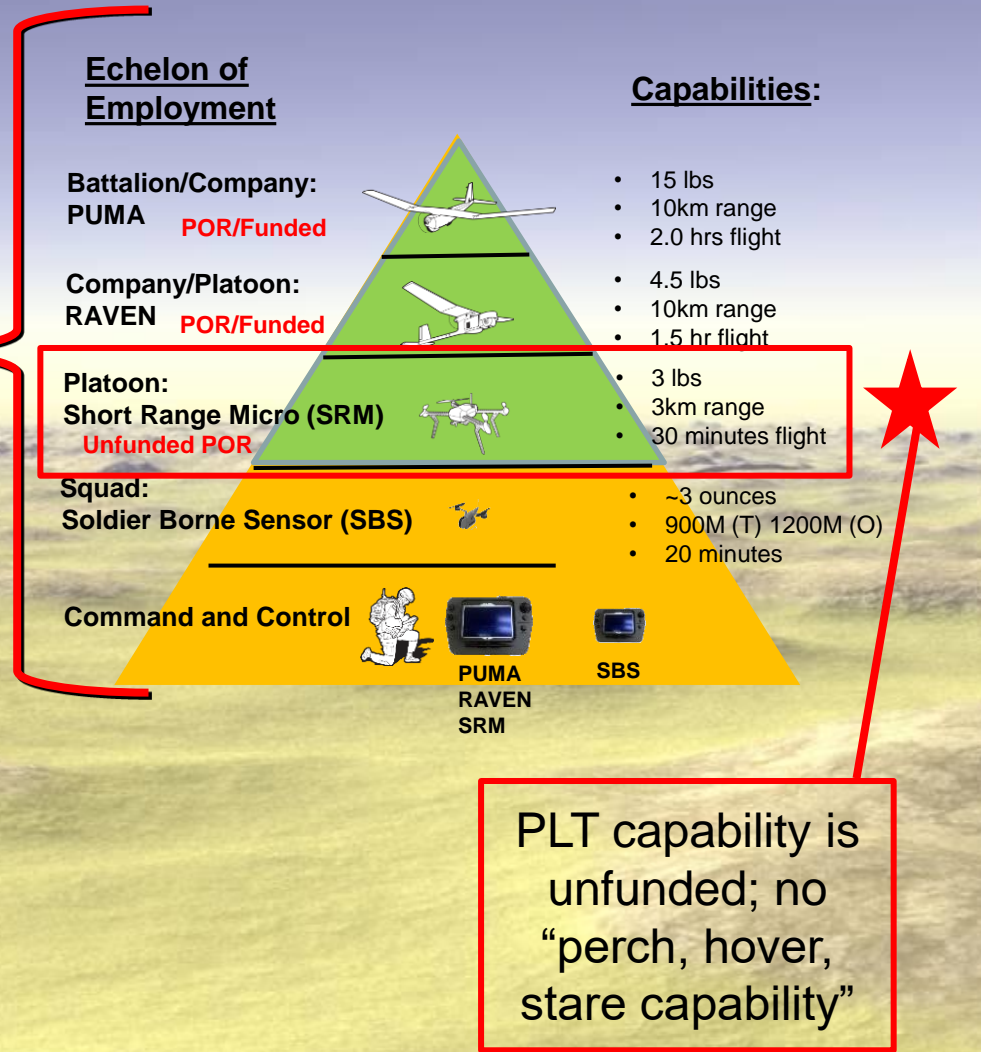 Echelon of
Employment
Capabilities:
Battalion/Company:
PUMA
POR/Funded
• 15 lbs
• 10km range
• 2.0 hrs flight
Company/Platoon:
RAVEN
POR/Funded
• 4.5 lbs
• 10km range
• 1.5 hr flight
Platoon:
Short Range Micro (SRM)
Unfunded POR
• 3 lbs
• 3km range
• 30 minutes flight
Squad:
Soldier Borne Sensor (SBS)
• ~3 ounces
• 900M (T) 1200M (O)
• 20 minutes
Command and Control
PUMA
RAVEN
SRM
SBS
PLT capability is
unfunded; no
“perch, hover,
stare capability”